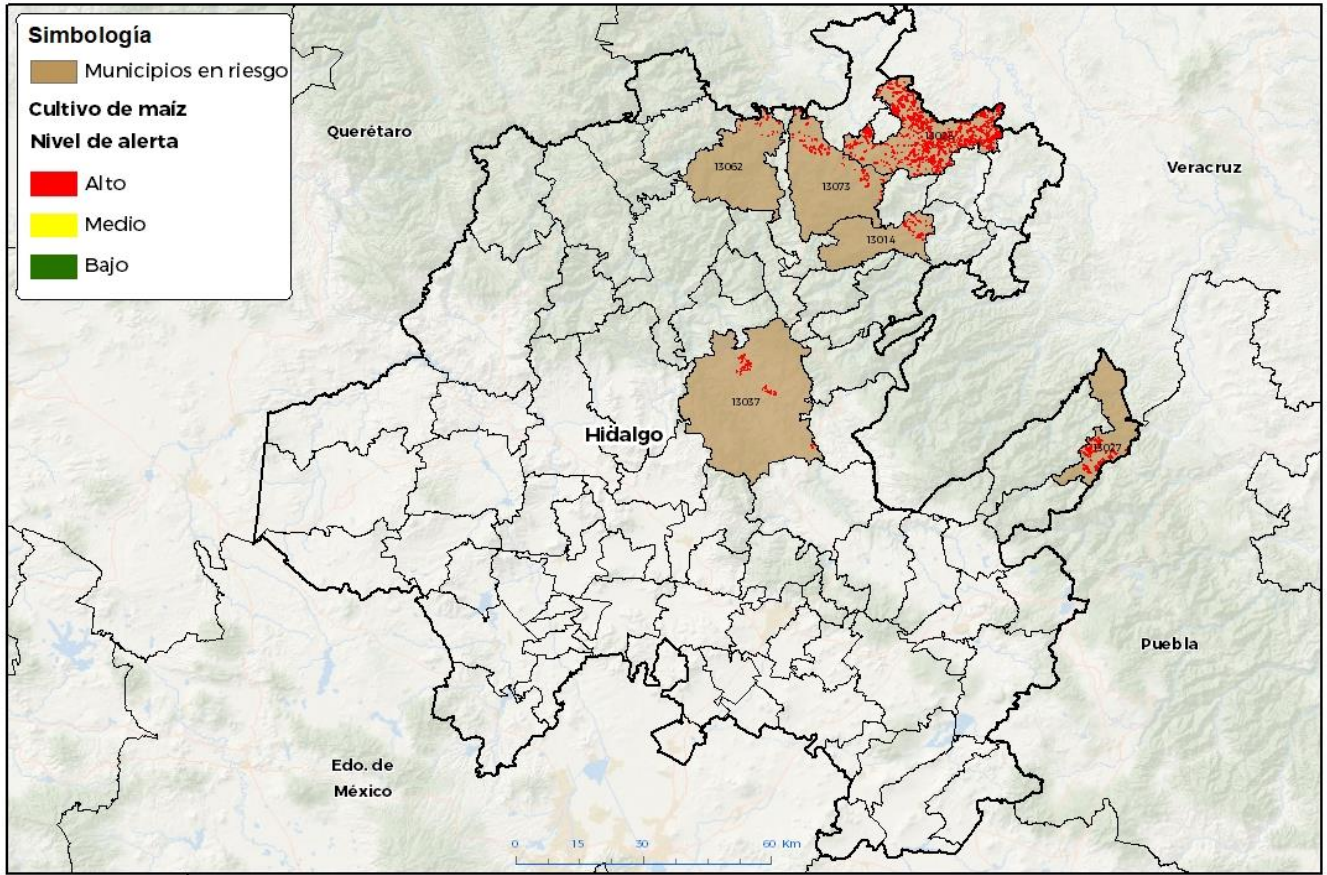 Simbología
Municipios en riesgo
Cultivo de maíz
Nivel de alerta
Alto
Medio
Bajo
Querétaro
Veracruz
13062
13073
13014
13037
Hidalgo
13027
Puebla
Edo. de
México
0 15 30 60 Km